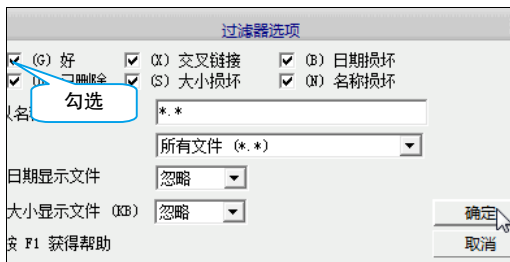 过滤器选项
(G) 好 (X) 交叉链接 (B) 日期损坏
删除 (S) 大小损坏 (N) 名称损坏
勾选
*.*
所有文件 (*.*)
日期显示文件 忽略
大小显示文件 (KB) 忽略
确定
按 F1 获得帮助 取消